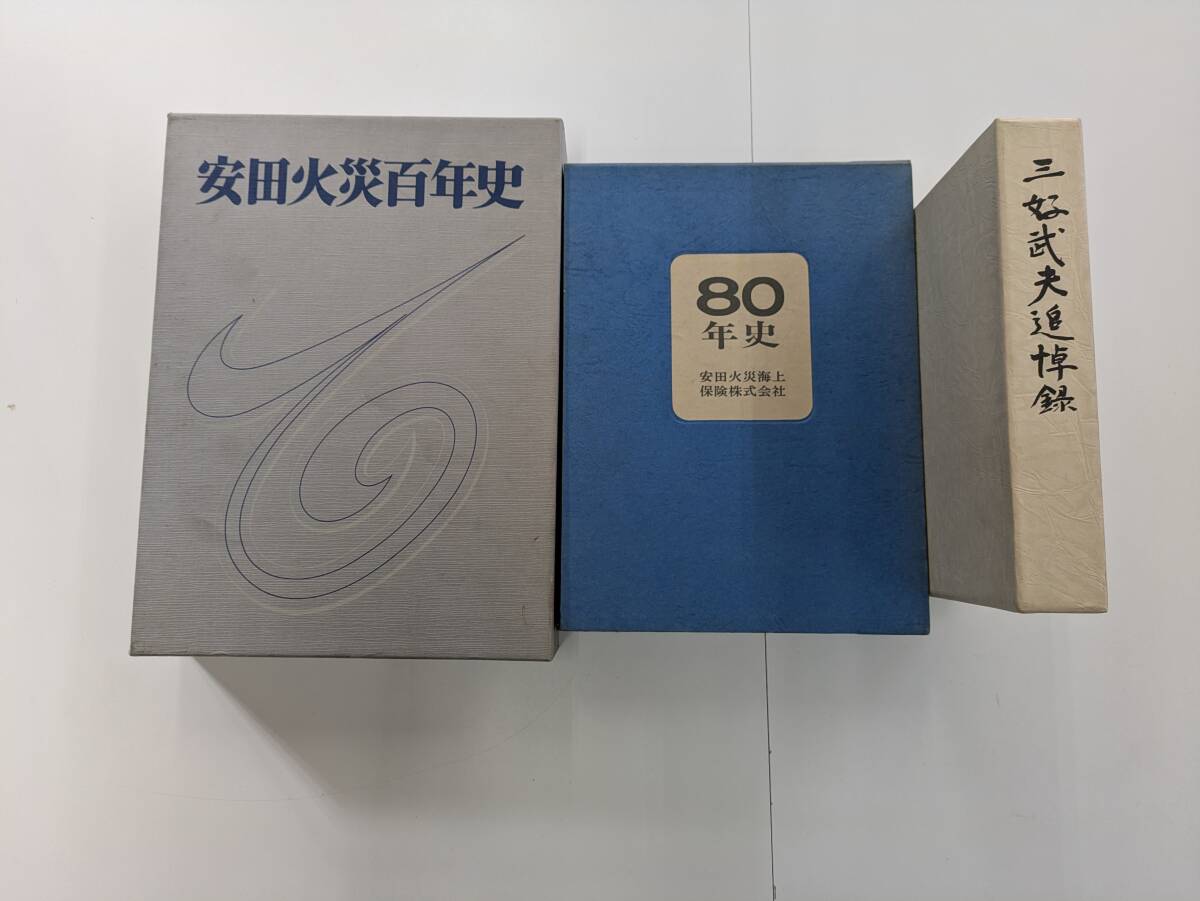 安田火災百年史
80
年史
安田火災海上
保険株式会社
三好武夫追悼録